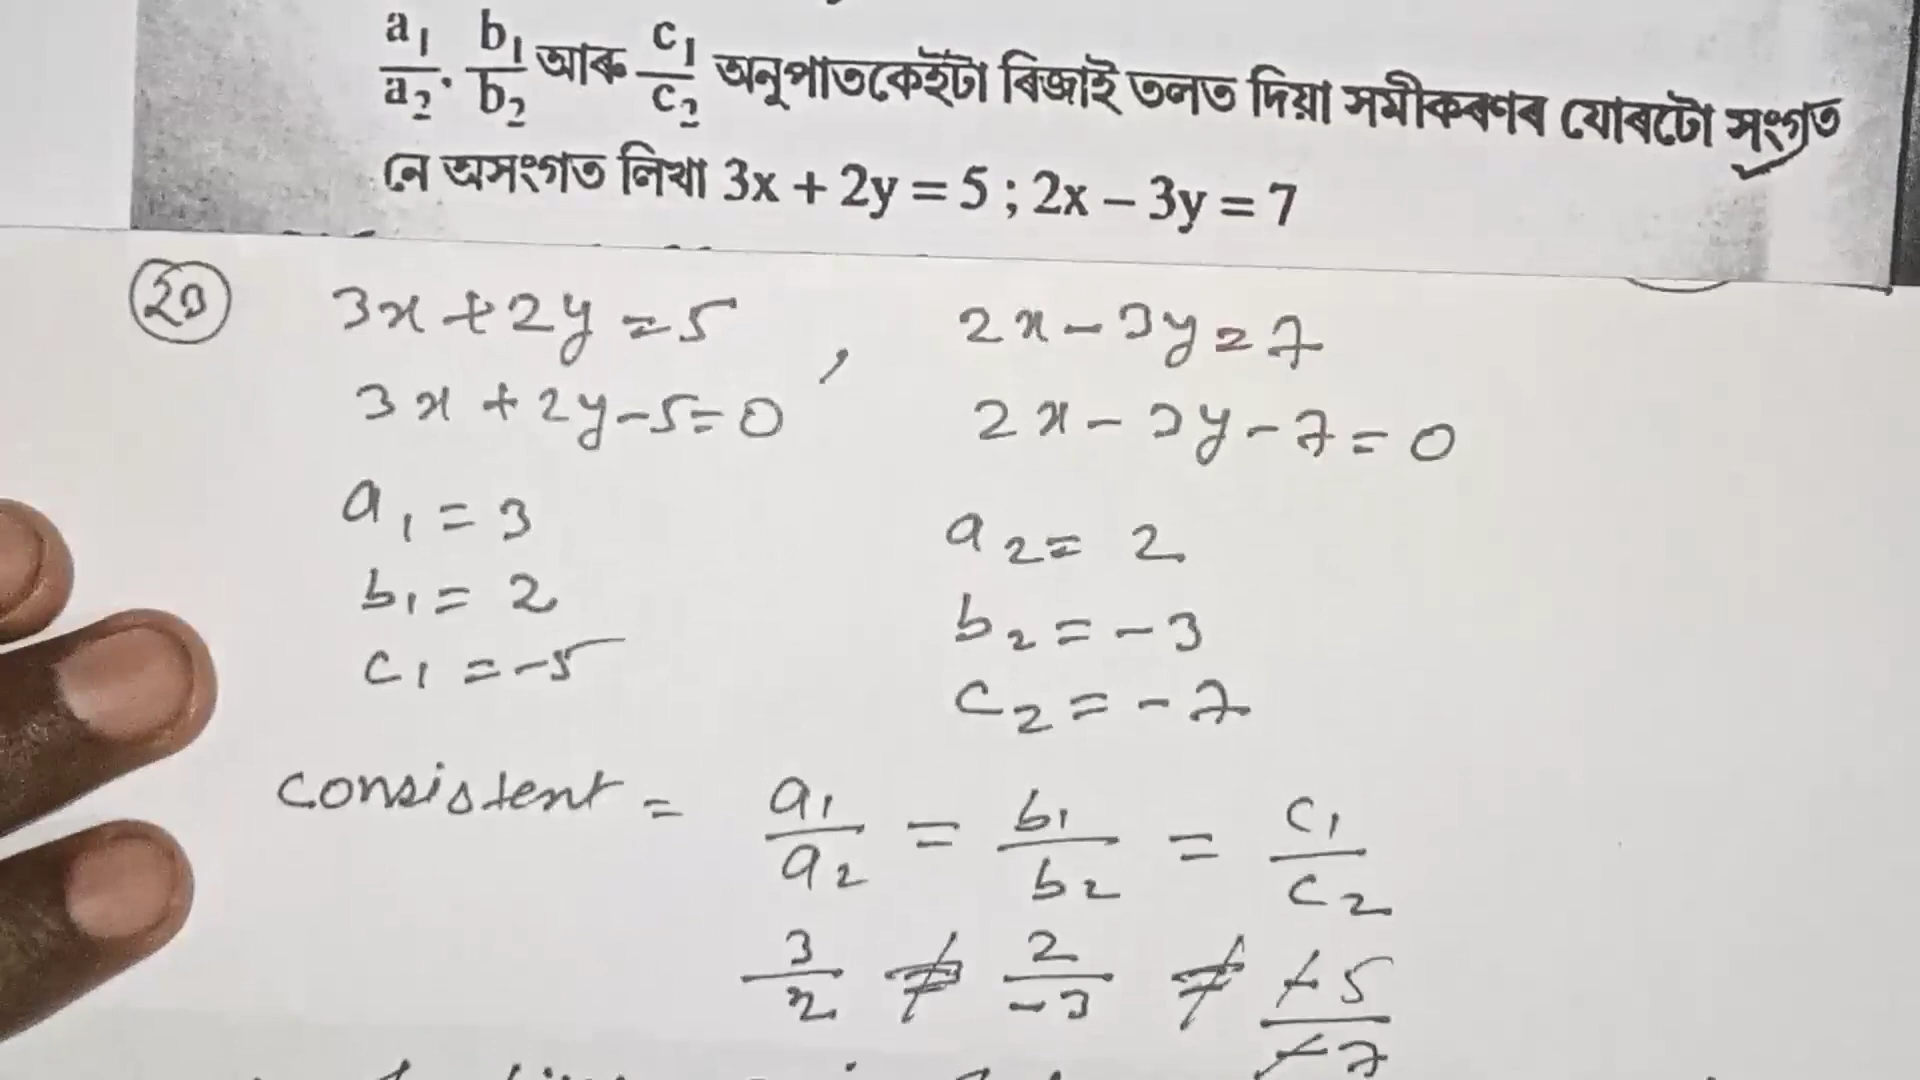 a₁/a₂. b₁/b₂ আৰু c₁/c₂ অনুপাতকেইটা ৰিজাই তলত দিয়া সমীকৰণৰ যোৰটো সংগত
নে অসংগত লিখা 3x + 2y = 5 ; 2x – 3y = 7
20 3x + 2y = 5 , 2x - 3y = 7
3x + 2y - 5 = 0 2x - 3y - 7 = 0
a₁ = 3 a₂ = 2
b₁ = 2 b₂ = -3
c₁ = -5 c₂ = -7
consistent = a₁/a₂ = b₁/b₂ = c₁/c₂
3/2 ≠ 2/-3 ≠ -5/-7